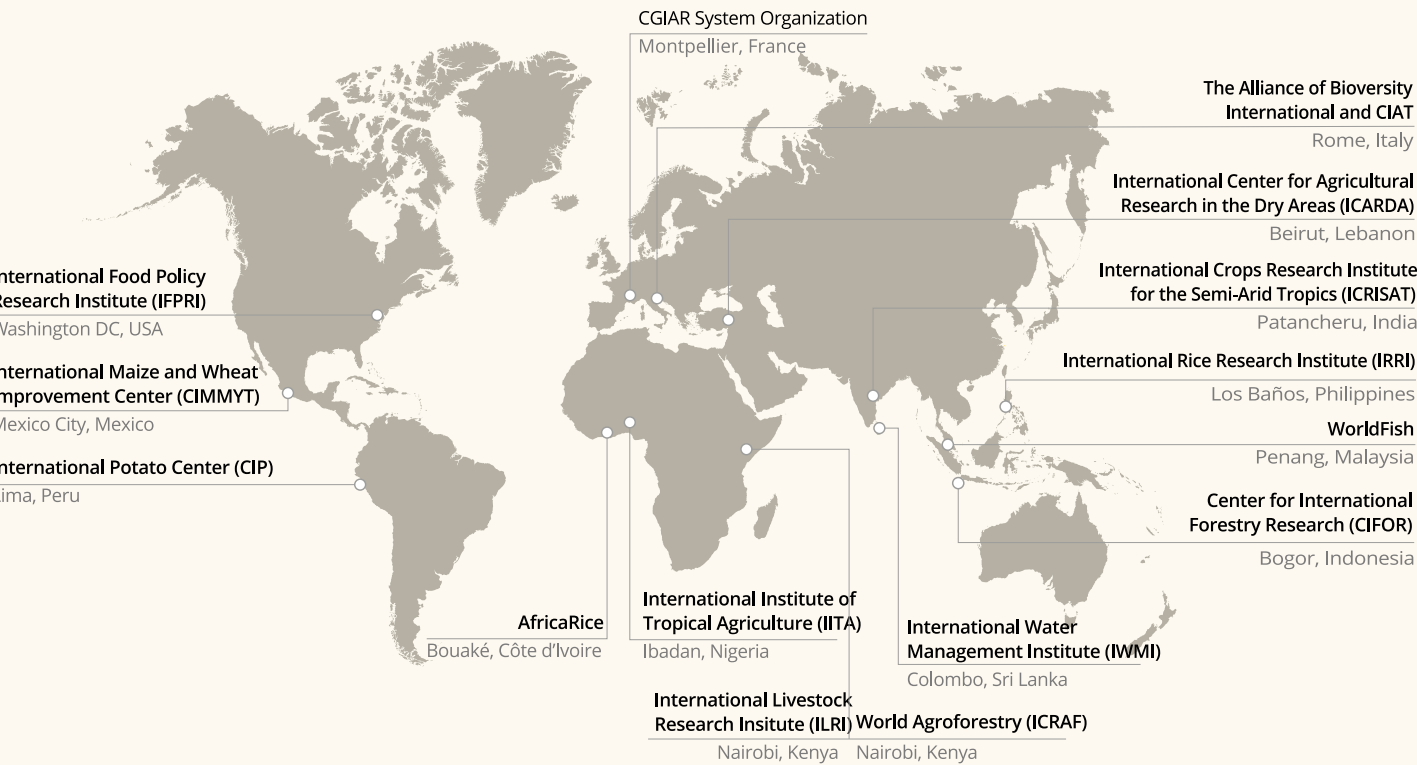 CGIAR System Organization
Montpellier, France
The Alliance of Bioversity
International and CIAT
Rome, Italy
International Center for Agricultural
Research in the Dry Areas (ICARDA)
Beirut, Lebanon
International Crops Research Institute
for the Semi-Arid Tropics (ICRISAT)
Patancheru, India
International Rice Research Institute (IRRI)
Los Baños, Philippines
WorldFish
Penang, Malaysia
Center for International
Forestry Research (CIFOR)
Bogor, Indonesia
nternational Food Policy
Research Institute (IFPRI)
Washington DC, USA
nternational Maize and Wheat
mprovement Center (CIMMYT)
Mexico City, Mexico
nternational Potato Center (CIP)
Lima, Peru
AfricaRice
Bouaké, Côte d'Ivoire
International Institute of
Tropical Agriculture (IITA)
Ibadan, Nigeria
International Water
Management Institute (IWMI)
Colombo, Sri Lanka
International Livestock
Research Insitute (ILRI)
Nairobi, Kenya
World Agroforestry (ICRAF)
Nairobi, Kenya